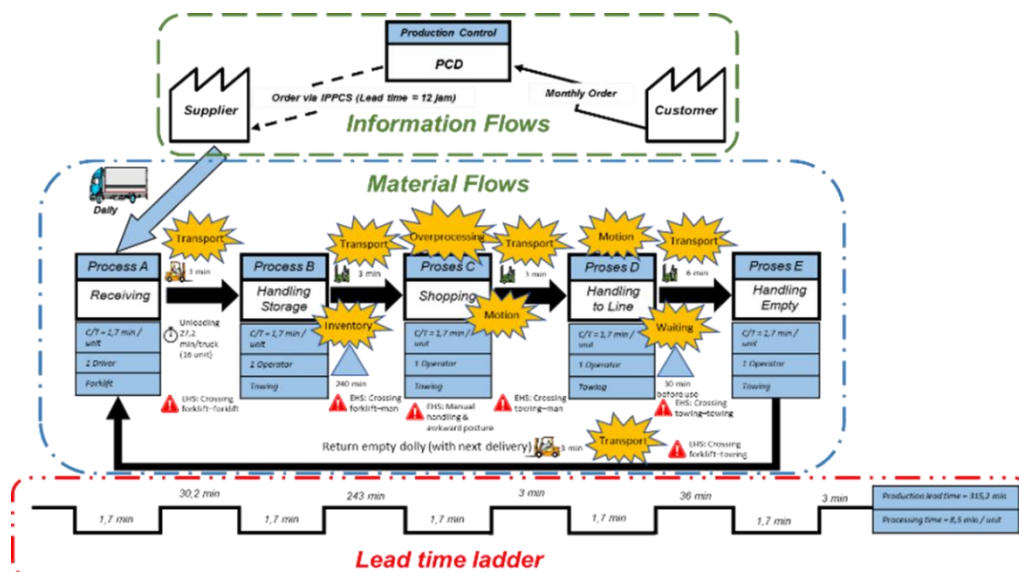 Production Control
PCD
Supplier
Order via IPPCS (Lead time = 12 jam)
Monthly Order
Customer
Information Flows
Material Flows
Daily
Transport
Transport
Overprocessing
Transport
Motion
Transport
Process A
3 min
Process B
3 min
Proses C
3 min
Proses D
6 min
Proses E
Receiving
Handling
Storage
Shopping
Handling
to Line
Handling
Empty
Unloading
27,2
min/truck
(16 unit)
Inventory
Motion
Waiting
C/T = 1,7 min /
unit
1 Driver
Forklift
C/T = 1,7 min /
unit
1 Operator
Towing
C/T = 1,7 min /
unit
1 Operator
Towing
C/T = 1,7 min /
unit
1 Operator
Towing
C/T = 1,7 min /
unit
1 Operator
Towing
240 min
30 min
before use
EHS: Crossing
forklift–forklift
EHS: Crossing
forklift–man
EHS: Manual
handling &
awkward posture
EHS: Crossing
towing–man
EHS: Crossing
towing–towing
Return empty dolly (with next delivery)
3 min
Transport
EHS: Crossing
forklift–towing
30,2 min
243 min
3 min
36 min
3 min
1,7 min
1,7 min
1,7 min
1,7 min
1,7 min
Production lead time = 315,2 min
Processing time = 8,5 min / unit
Lead time ladder